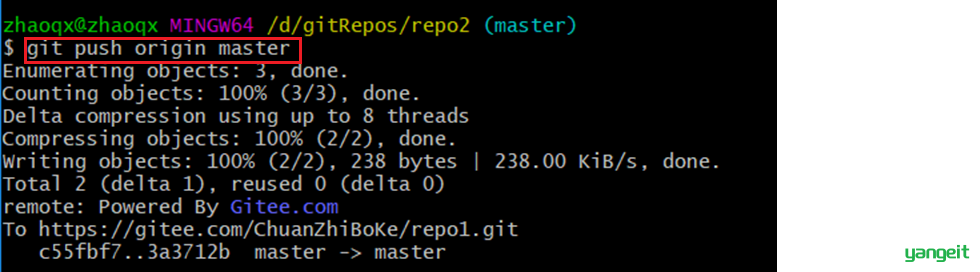 zhaoqx@zhaoqx MINGW64 /d/gitRepos/repo2 (master)
$ git push origin master
Enumerating objects: 3, done.
Counting objects: 100% (3/3), done.
Delta compression using up to 8 threads
Compressing objects: 100% (2/2), done.
Writing objects: 100% (2/2), 238 bytes | 238.00 KiB/s, done.
Total 2 (delta 1), reused 0 (delta 0)
remote: Powered By Gitee.com
To https://gitee.com/ChuanZhiBoKe/repo1.git
   c55fbf7..3a3712b  master -> master
yangeit